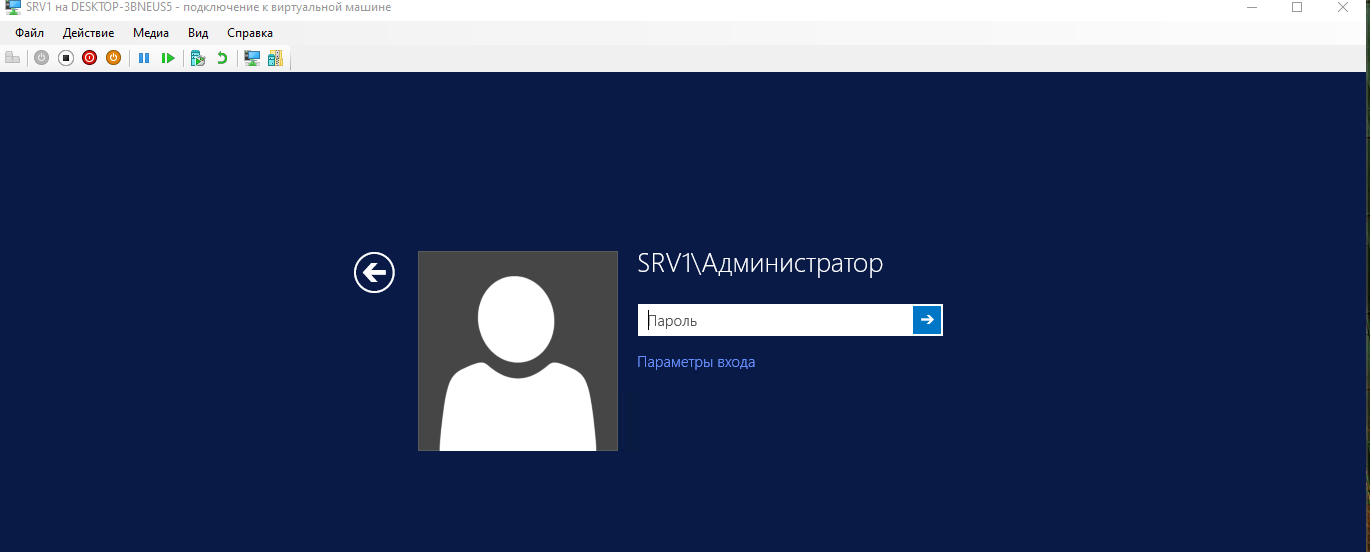 SRV1 на DESKTOP-3BNEUS5 - подключение к виртуальной машине
Файл Действие Медиа Вид Справка
SRV1\Администратор
Пароль
Параметры входа